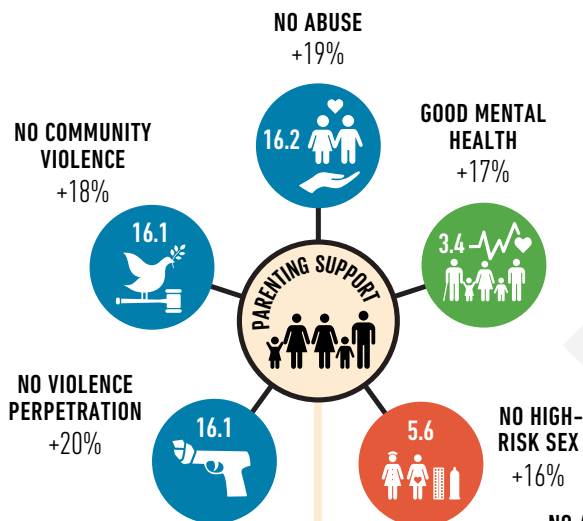 NO ABUSE
+19%
16.2
GOOD MENTAL
HEALTH
+17%
3.4
NO COMMUNITY
VIOLENCE
+18%
16.1
PARENTING SUPPORT
NO VIOLENCE
PERPETRATION
+20%
16.1
5.6
NO HIGH-
RISK SEX
+16%